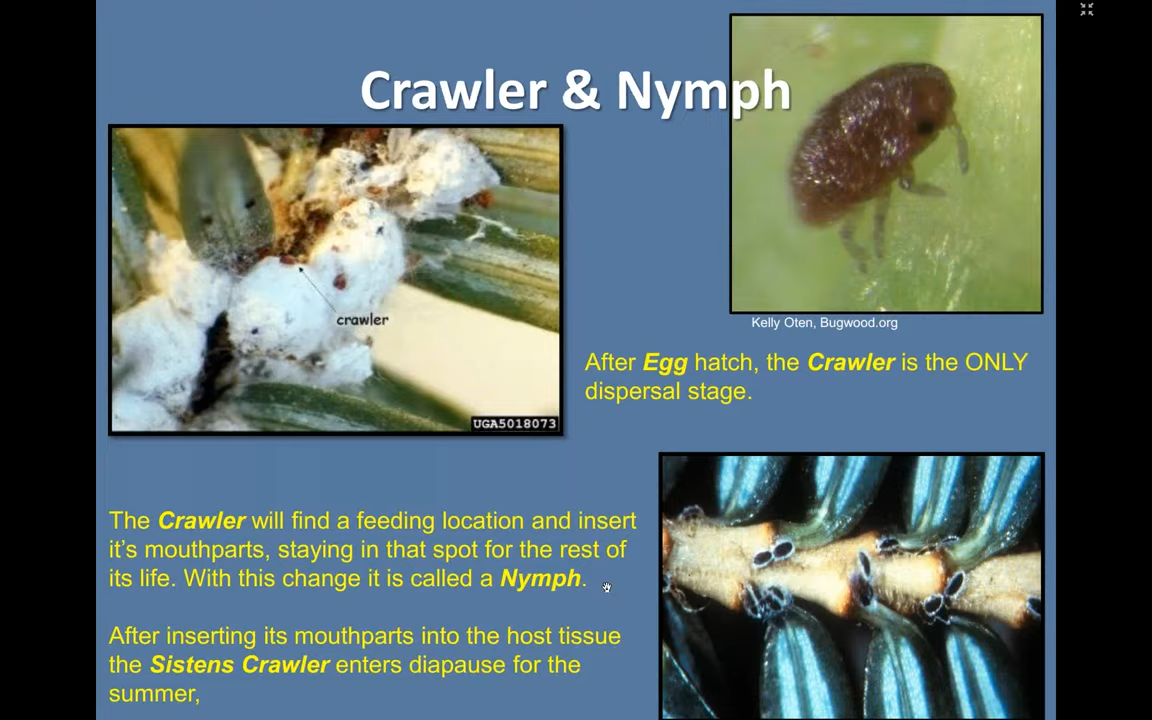 Crawler & Nymph
crawler
UGA5018073
Kelly Oten, Bugwood.org
After Egg hatch, the Crawler is the ONLY
dispersal stage.
The Crawler will find a feeding location and insert
it's mouthparts, staying in that spot for the rest of
its life. With this change it is called a Nymph.
After inserting its mouthparts into the host tissue
the Sistens Crawler enters diapause for the
summer,